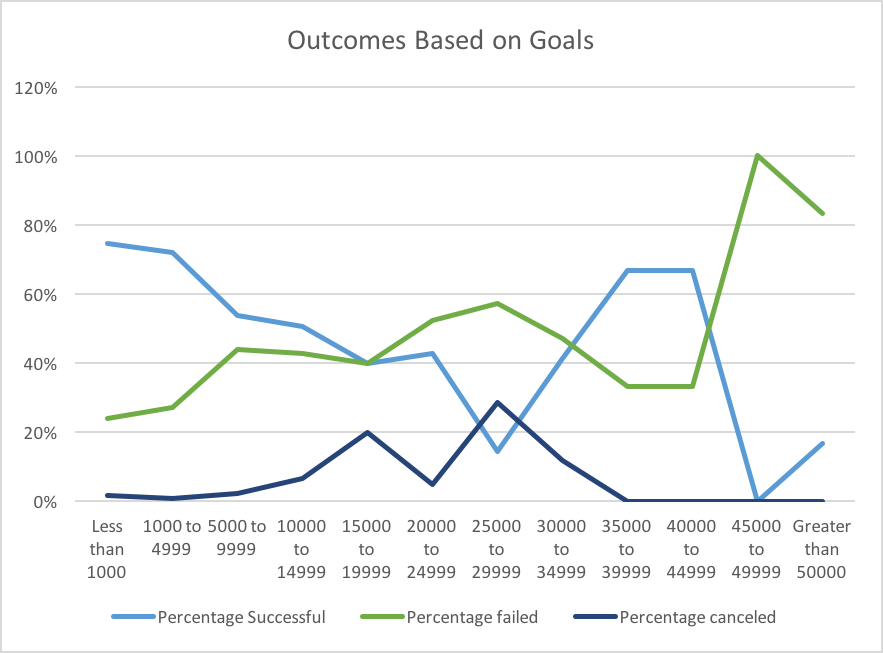 Outcomes Based on Goals
120%
100%
80%
60%
40%
20%
0%
Less than 1000
1000 to 4999
5000 to 9999
10000 to 14999
15000 to 19999
20000 to 24999
25000 to 29999
30000 to 34999
35000 to 39999
40000 to 44999
45000 to 49999
Greater than 50000
Percentage Successful
Percentage failed
Percentage canceled